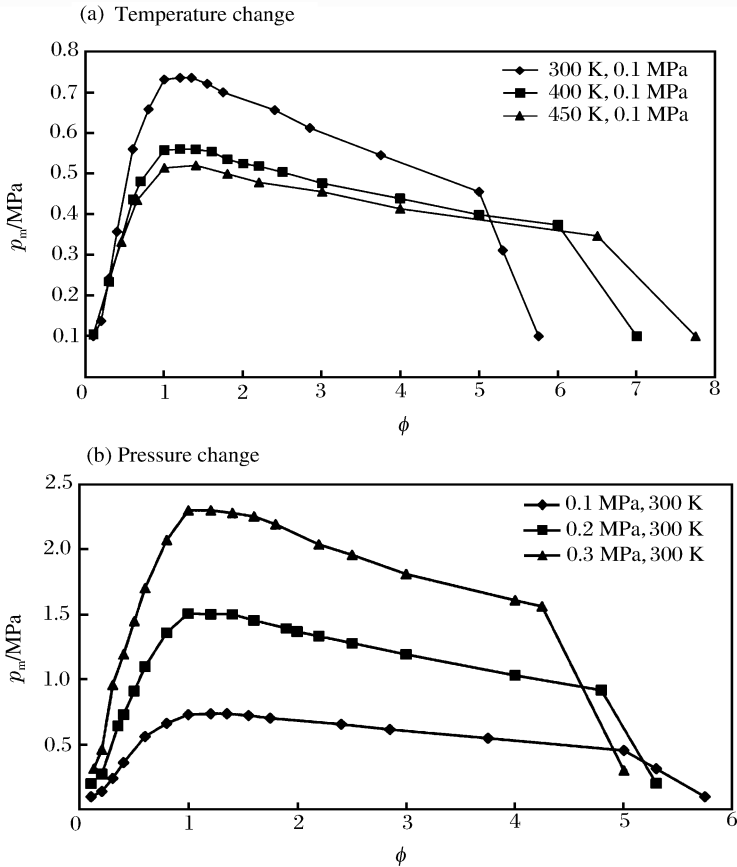 (a) Temperature change
0.8
0.7
0.6
0.5
0.4
0.3
0.2
0.1
pm/MPa
300 K, 0.1 MPa
400 K, 0.1 MPa
450 K, 0.1 MPa
0 1 2 3 4 5 6 7 8
ϕ
(b) Pressure change
2.5
2.0
1.5
1.0
0.5
pm/MPa
0.1 MPa, 300 K
0.2 MPa, 300 K
0.3 MPa, 300 K
0 1 2 3 4 5 6
ϕ